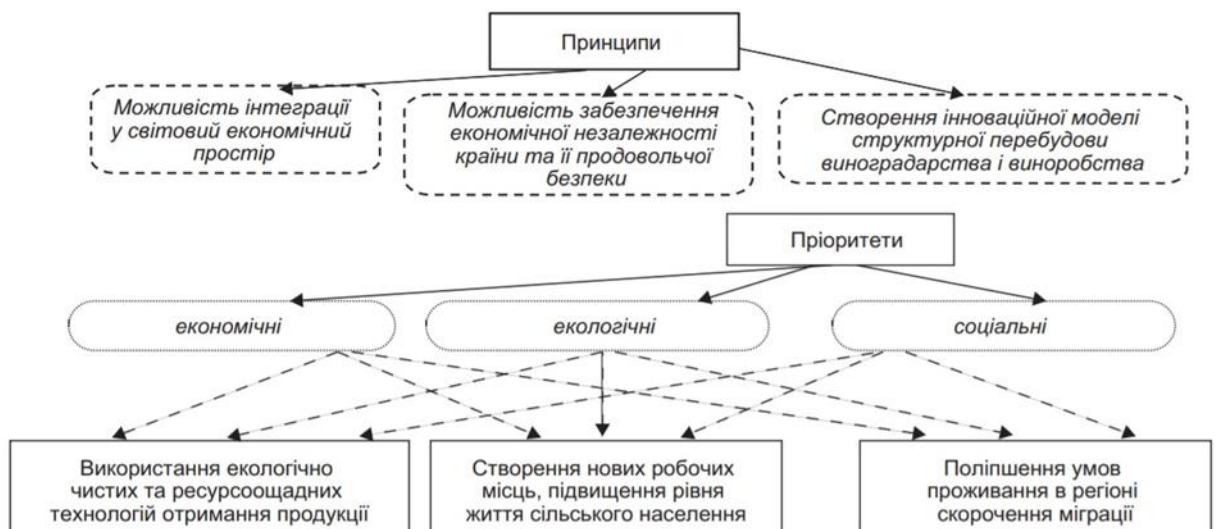 Принципи
Можливість інтеграції
у світовий економічний
простір
Можливість забезпечення
економічної незалежності
країни та її продовольчої
безпеки
Створення інноваційної моделі
структурної перебудови
виноградарства і виноробства
Пріоритети
економічні
екологічні
соціальні
Використання екологічно
чистих та ресурсоощадних
технологій отримання продукції
Створення нових робочих
місць, підвищення рівня
життя сільського населення
Поліпшення умов
проживання в регіоні
скорочення міграції